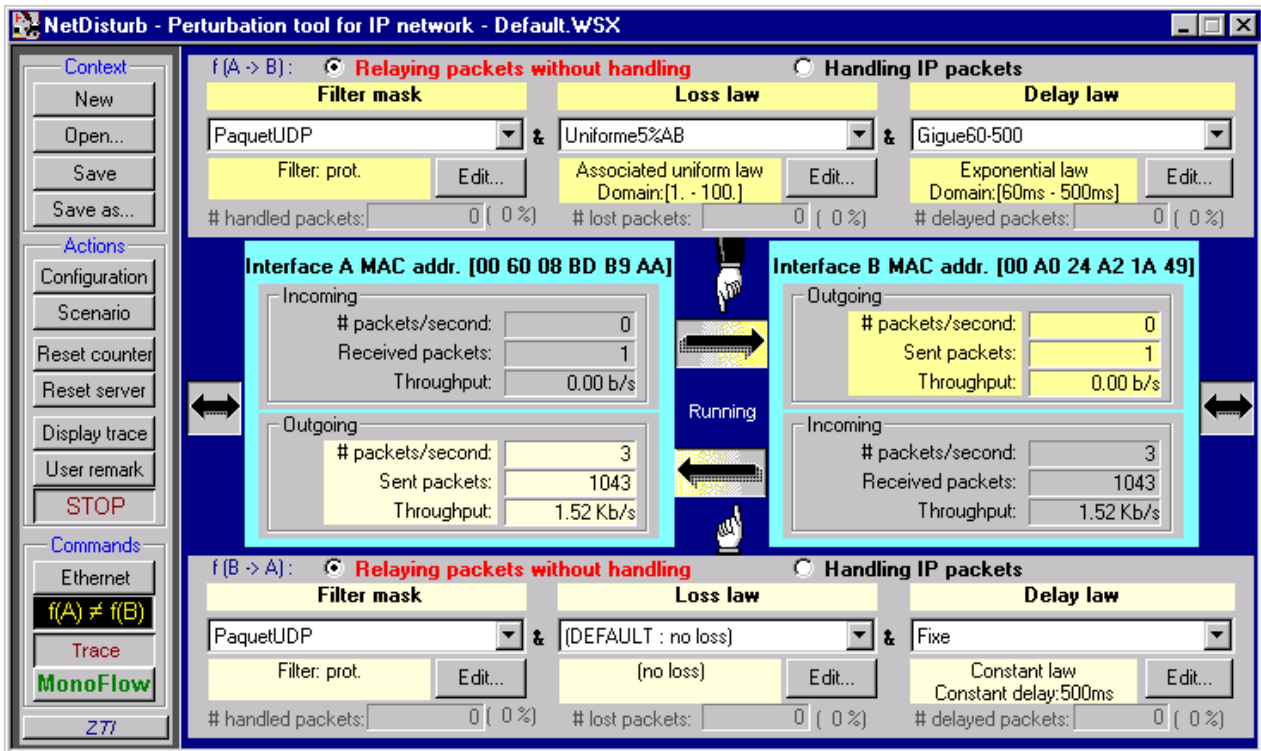 NetDisturb - Perturbation tool for IP network - Default.WSX
Context
New
Open...
Save
Save as...
Actions
Configuration
Scenario
Reset counter
Reset server
Display trace
User remark
STOP
Commands
Ethernet
f(A) ≠ f(B)
Trace
MonoFlow
ZTI
f (A -> B) : Relaying packets without handling Handling IP packets
Filter mask Loss law Delay law
PaquetUDP & Uniforme5%AB & Gigue60-500
Filter: prot. Edit... Associated uniform law Edit... Exponential law Edit...
Domain:[1. - 100.] Domain:[60ms - 500ms]
# handled packets: 0 ( 0 %) # lost packets: 0 ( 0 %) # delayed packets: 0 ( 0 %)
Interface A MAC addr. [00 60 08 BD B9 AA]
Incoming
# packets/second: 0
Received packets: 1
Throughput: 0.00 b/s
Outgoing
# packets/second: 3
Sent packets: 1043
Throughput: 1.52 Kb/s
Running
Interface B MAC addr. [00 A0 24 A2 1A 49]
Outgoing
# packets/second: 0
Sent packets: 1
Throughput: 0.00 b/s
Incoming
# packets/second: 3
Received packets: 1043
Throughput: 1.52 Kb/s
f (B -> A) : Relaying packets without handling Handling IP packets
Filter mask Loss law Delay law
PaquetUDP & (DEFAULT : no loss) & Fixe
Filter: prot. Edit... (no loss) Edit... Constant law Edit...
Constant delay:500ms
# handled packets: 0 ( 0 %) # lost packets: 0 ( 0 %) # delayed packets: 0 ( 0 %)